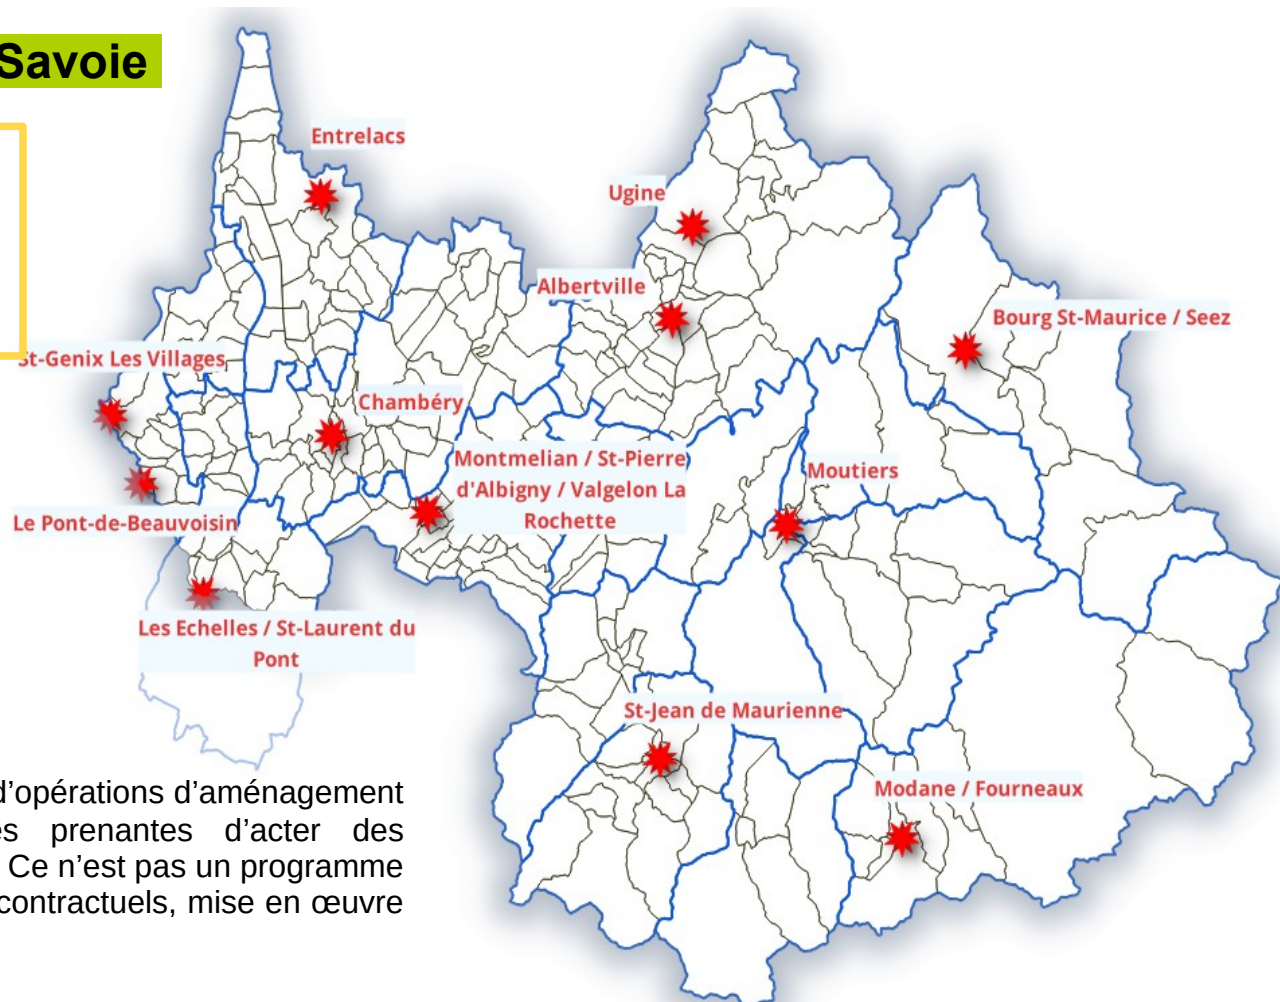 Savoie
Entrelacs
Ugine
Albertville
Bourg St-Maurice / Seez
St-Genix Les Villages
Chambéry
Montmelian / St-Pierre
d'Albigny / Valgelon La
Rochette
Moutiers
Le Pont-de-Beauvoisin
Les Echelles / St-Laurent du
Pont
St-Jean de Maurienne
Modane / Fourneaux
d’opérations d’aménagement
es prenantes d’acter des
Ce n’est pas un programme
contractuels, mise en œuvre